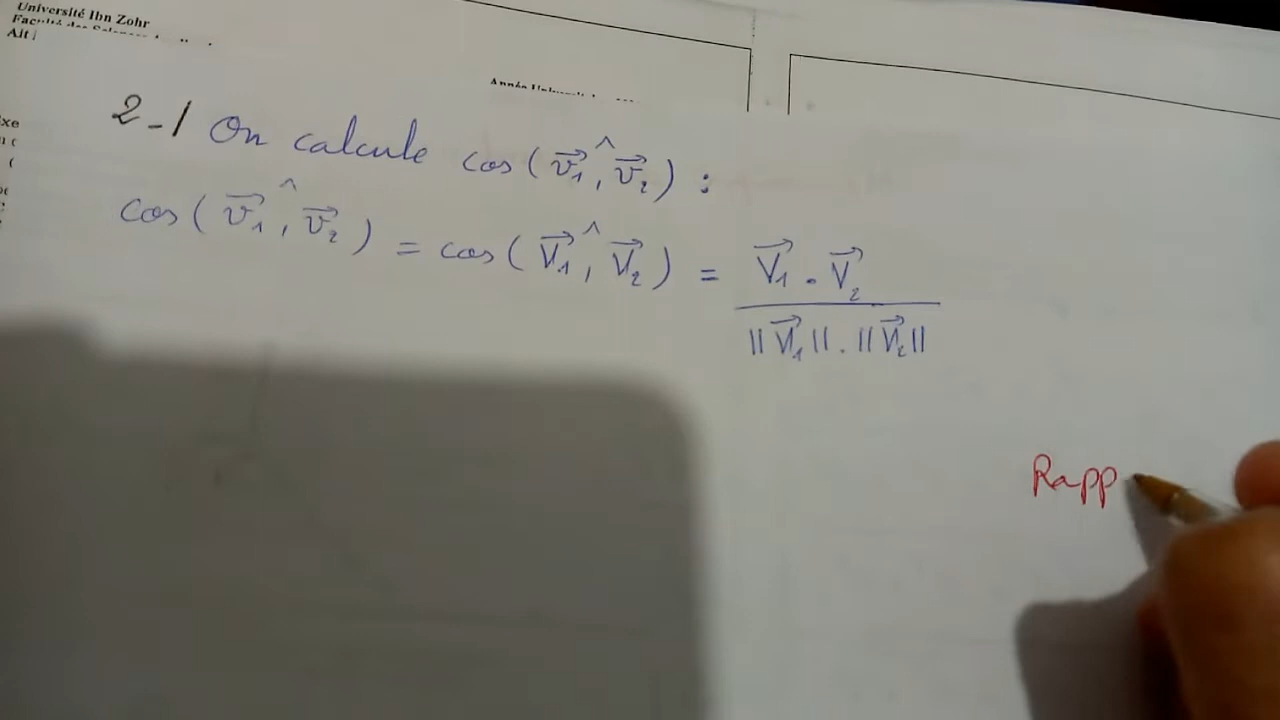 Université Ibn Zohr
Ait
2-1 On calcule cos(v⃗₁ ^, v⃗₂) :
cos(v⃗₁ ^, v⃗₂) = cos(V⃗₁ ^, V⃗₂) = V⃗₁ . V⃗₂
||V⃗₁|| . ||V⃗₂||
Rapp